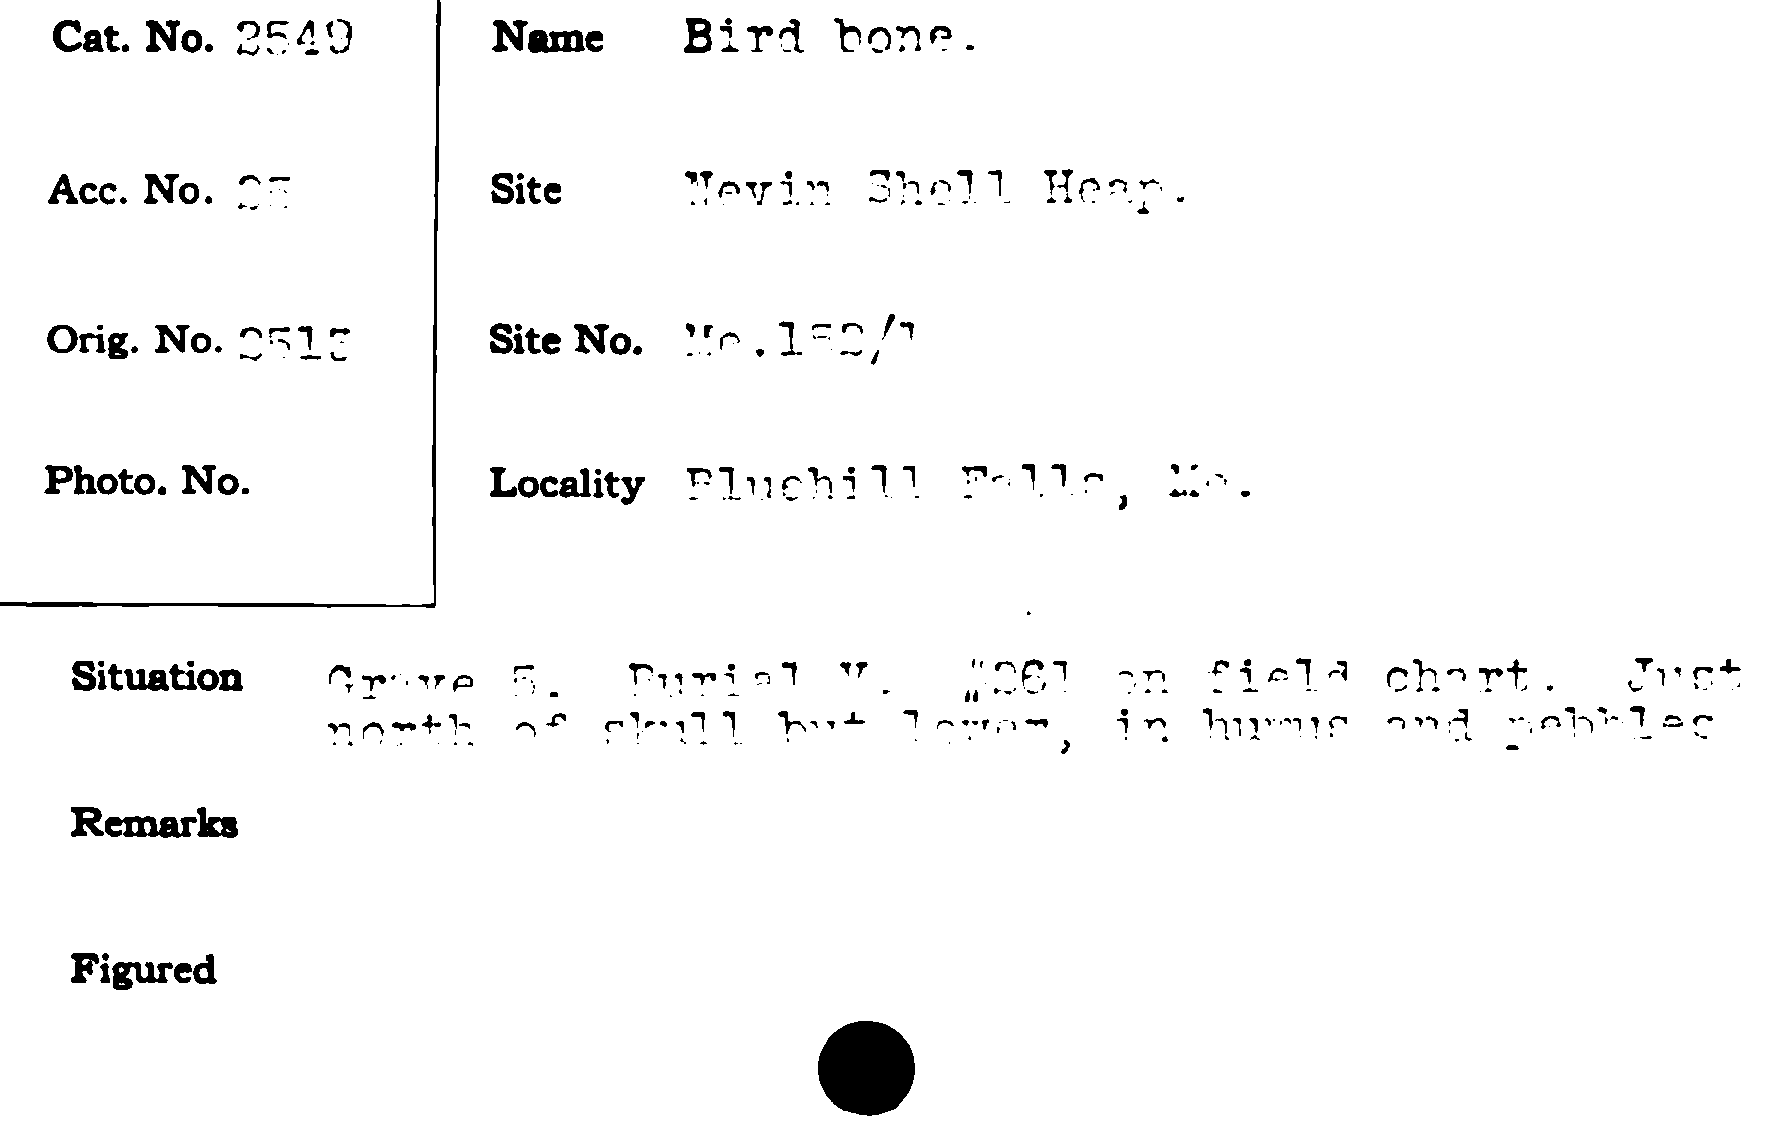 Cat. No. 2549
Name Bird bone.
Acc. No. 25
Site Nevin Shell Heap.
Orig. No.
Site No. Me.152/1
Photo. No.
Locality Bluehill Falls, Me.
Situation Grave 5. Burial V. #261 on field chart. Just
north of skull but lower, in humus and pebbles
Remarks
Figured